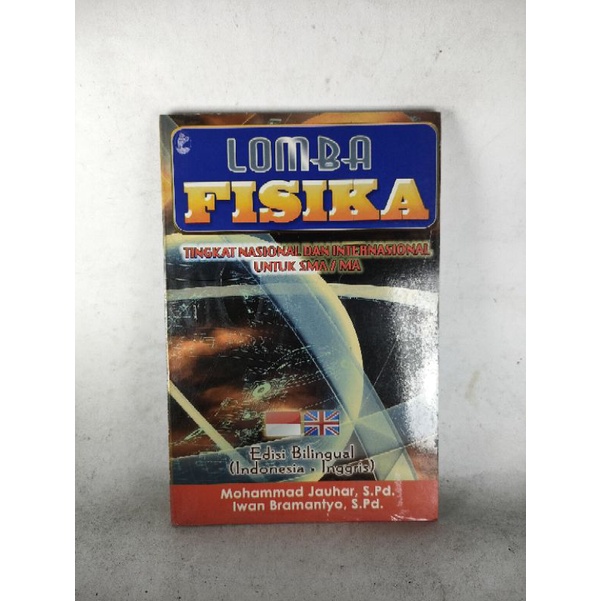 LOMBA
FISIKA
TINGKAT NASIONAL DAN INTERNASIONAL
UNTUK SMA / MA
Edisi Bilingual
(Indonesia • Inggris)
Mohammad Jauhar, S.Pd.
Iwan Bramantyo, S.Pd.